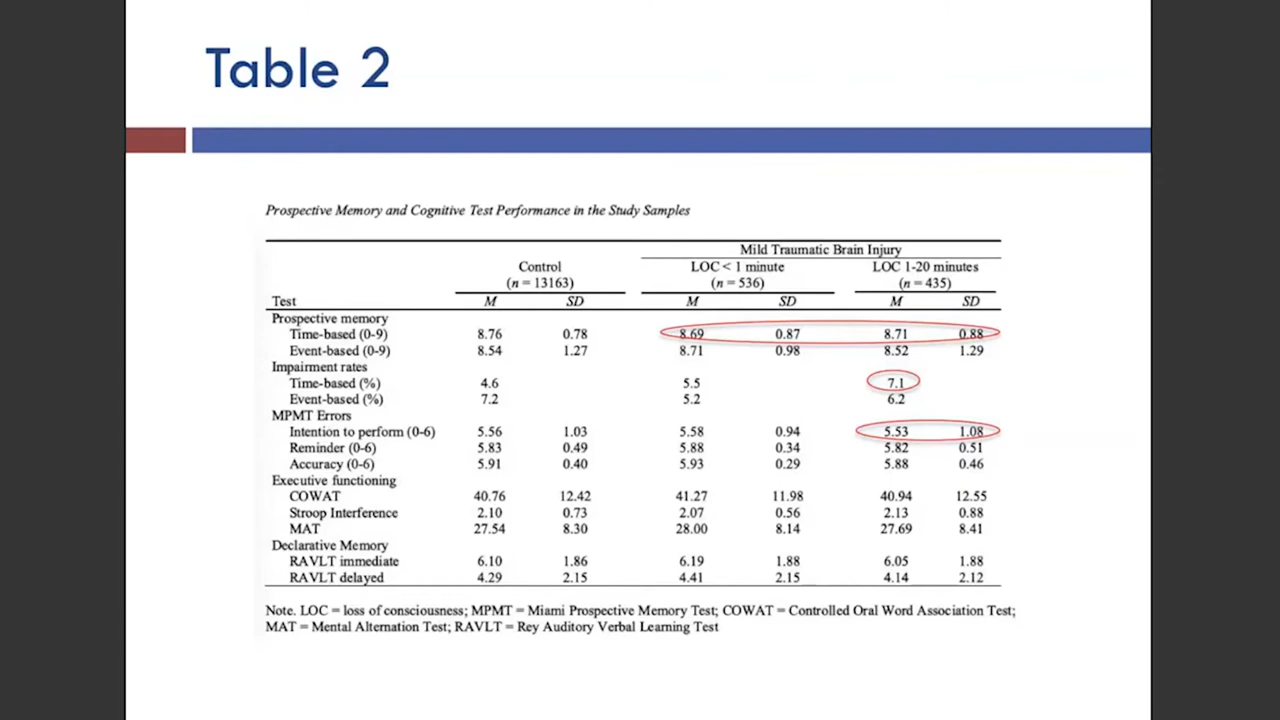 Table 2
Prospective Memory and Cognitive Test Performance in the Study Samples
Mild Traumatic Brain Injury
Control LOC < 1 minute LOC 1-20 minutes
(n = 13163) (n = 536) (n = 435)
Test M SD M SD M SD
Prospective memory
Time-based (0-9) 8.76 0.78 8.69 0.87 8.71 0.88
Event-based (0-9) 8.54 1.27 8.71 0.98 8.52 1.29
Impairment rates
Time-based (%) 4.6 5.5 7.1
Event-based (%) 7.2 5.2 6.2
MPMT Errors
Intention to perform (0-6) 5.56 1.03 5.58 0.94 5.53 1.08
Reminder (0-6) 5.83 0.49 5.88 0.34 5.82 0.51
Accuracy (0-6) 5.91 0.40 5.93 0.29 5.88 0.46
Executive functioning
COWAT 40.76 12.42 41.27 11.98 40.94 12.55
Stroop Interference 2.10 0.73 2.07 0.56 2.13 0.88
MAT 27.54 8.30 28.00 8.14 27.69 8.41
Declarative Memory
RAVLT immediate 6.10 1.86 6.19 1.88 6.05 1.88
RAVLT delayed 4.29 2.15 4.41 2.15 4.14 2.12
Note. LOC = loss of consciousness; MPMT = Miami Prospective Memory Test; COWAT = Controlled Oral Word Association Test;
MAT = Mental Alternation Test; RAVLT = Rey Auditory Verbal Learning Test